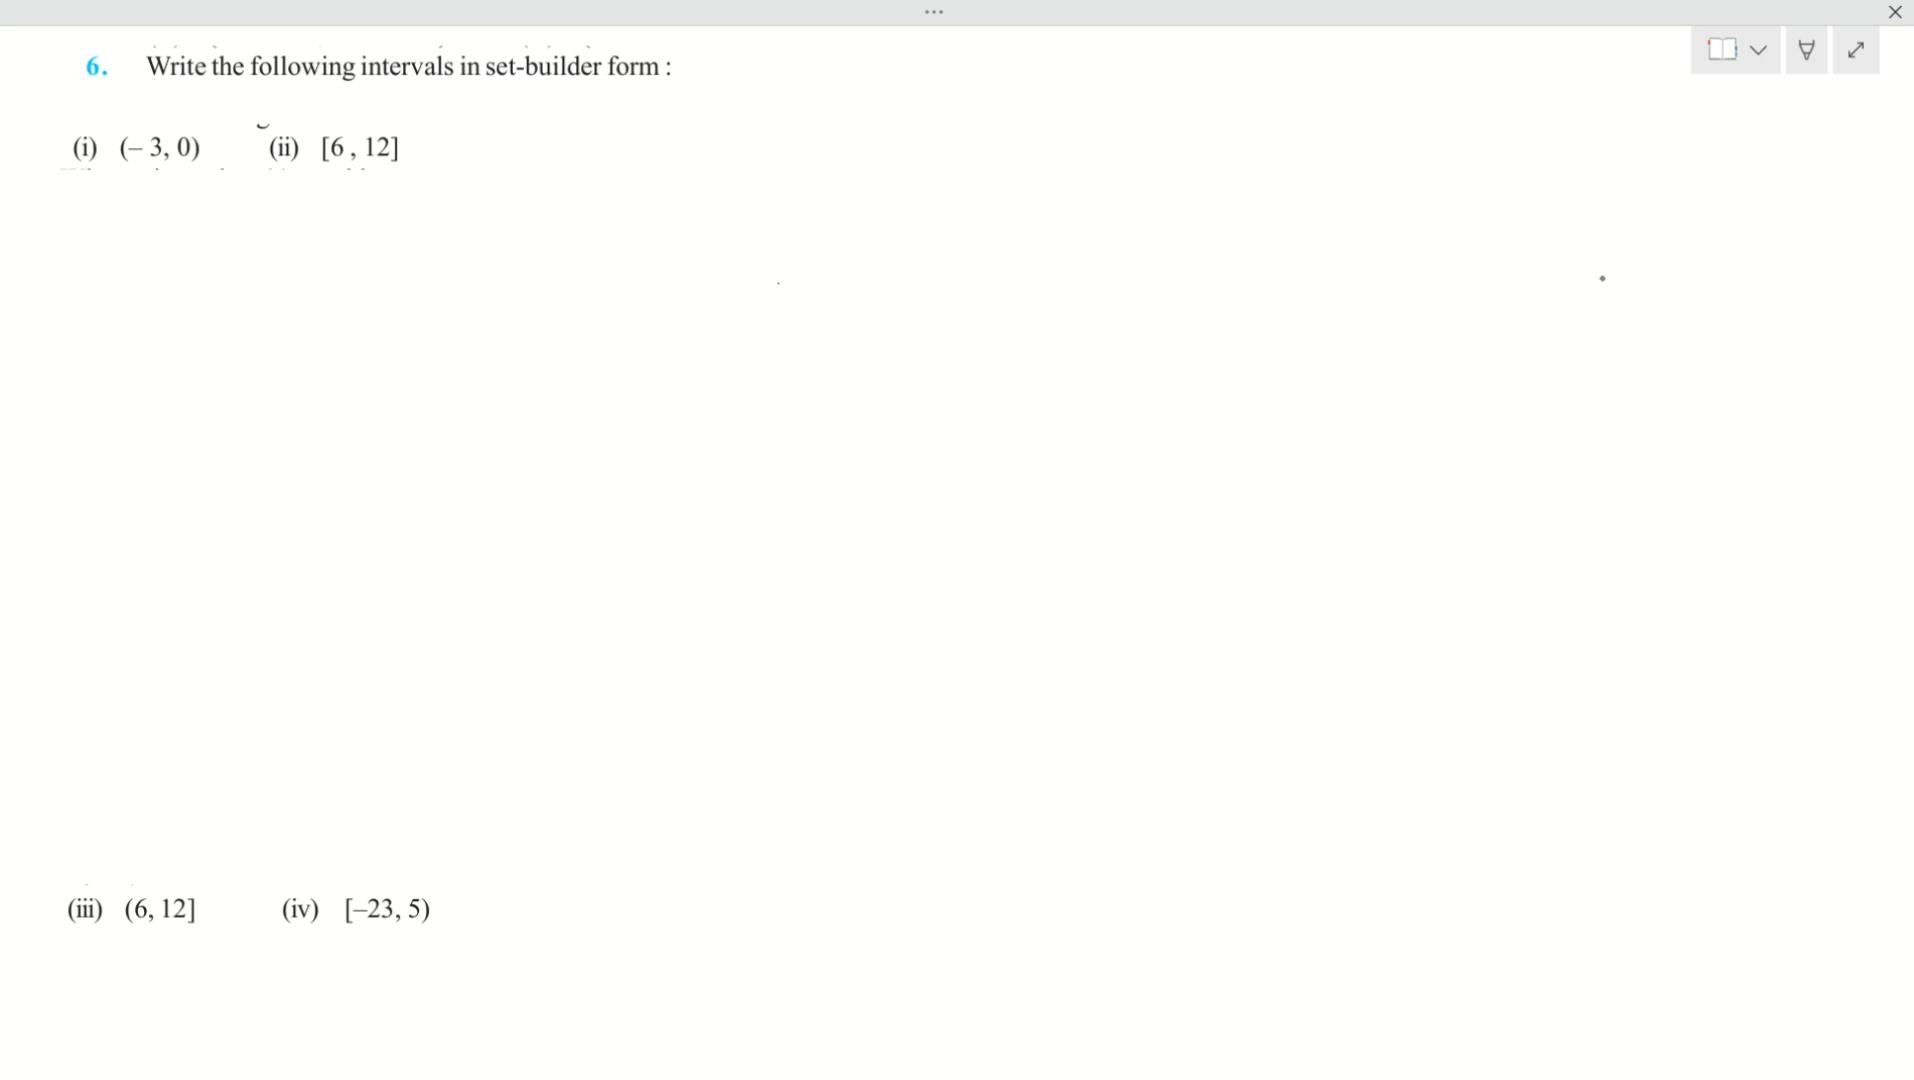 6. Write the following intervals in set-builder form :
(i) (– 3, 0) (ii) [6 , 12]
(iii) (6, 12] (iv) [–23, 5)